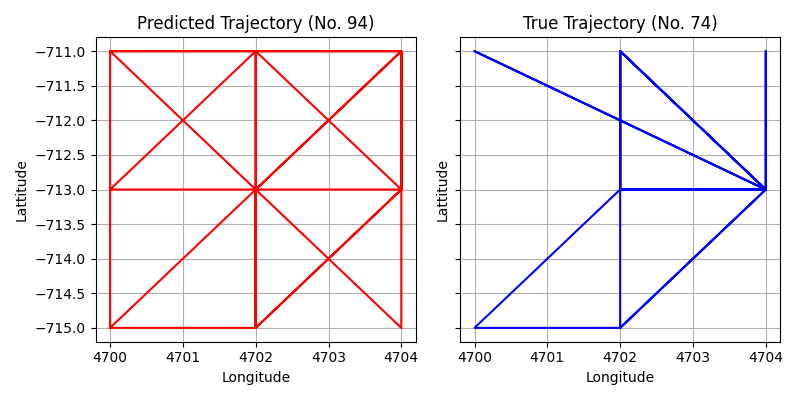 Predicted Trajectory (No. 94)
True Trajectory (No. 74)
−711.0
−711.5
−712.0
−712.5
−713.0
−713.5
−714.0
−714.5
−715.0
Lattitude
Lattitude
4700 4701 4702 4703 4704
4700 4701 4702 4703 4704
Longitude
Longitude